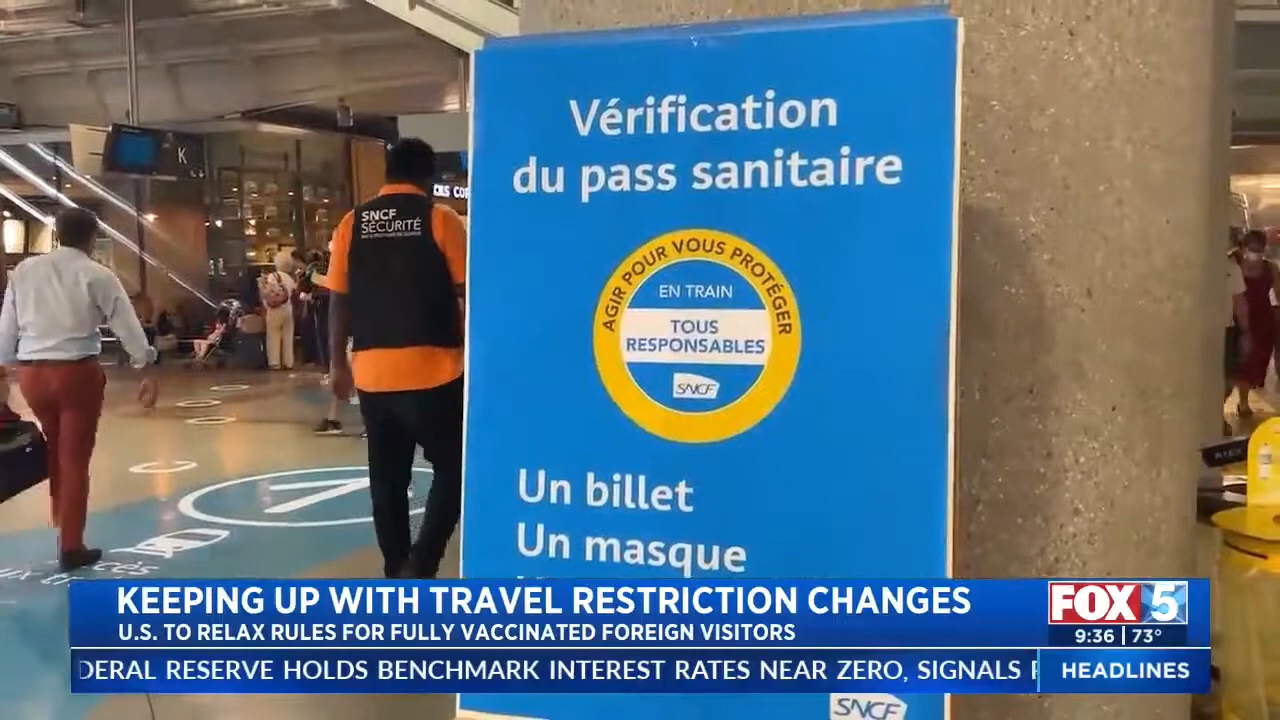 Vérification
du pass sanitaire
K
SNCF
SÉCURITÉ
AGIR POUR VOUS PROTÉGER
EN TRAIN
TOUS
RESPONSABLES
SNCF
Un billet
Un masque
KEEPING UP WITH TRAVEL RESTRICTION CHANGES
U.S. TO RELAX RULES FOR FULLY VACCINATED FOREIGN VISITORS
FOX 5
9:36 | 73°
DERAL RESERVE HOLDS BENCHMARK INTEREST RATES NEAR ZERO, SIGNALS
HEADLINES
SNCF